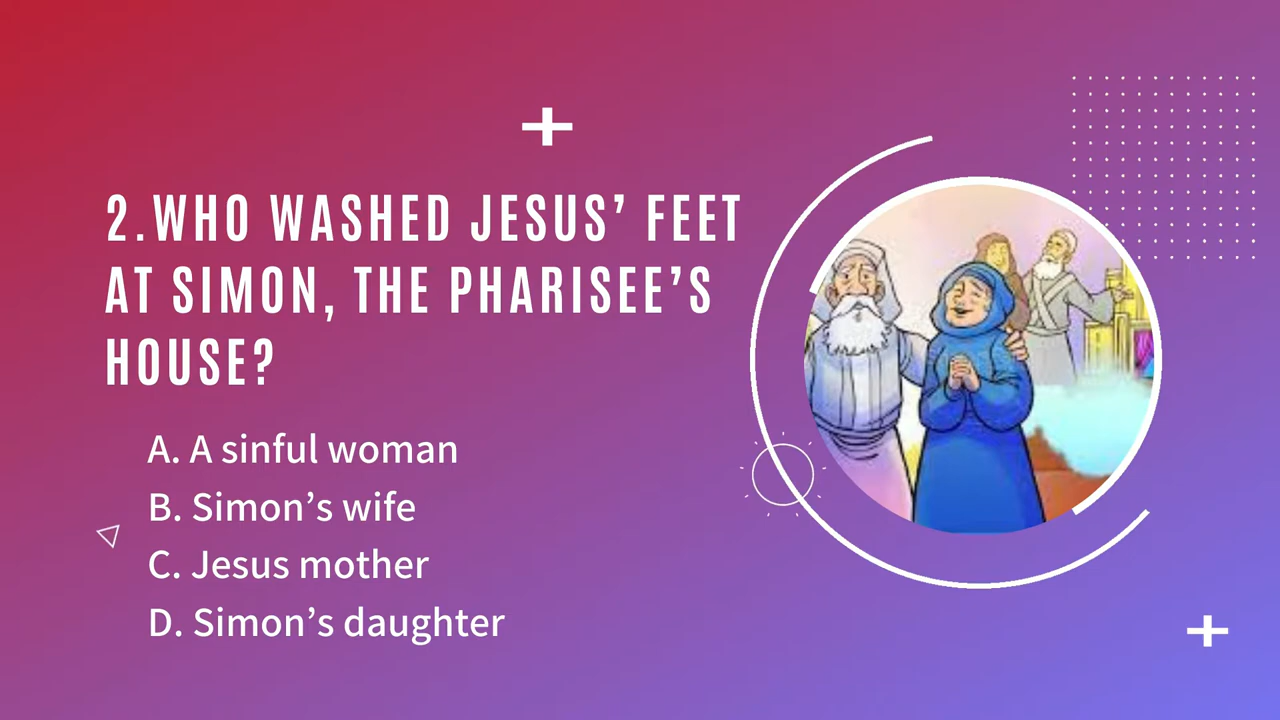 2.WHO WASHED JESUS’ FEET
AT SIMON, THE PHARISEE’S
HOUSE?
A. A sinful woman
B. Simon’s wife
C. Jesus mother
D. Simon’s daughter